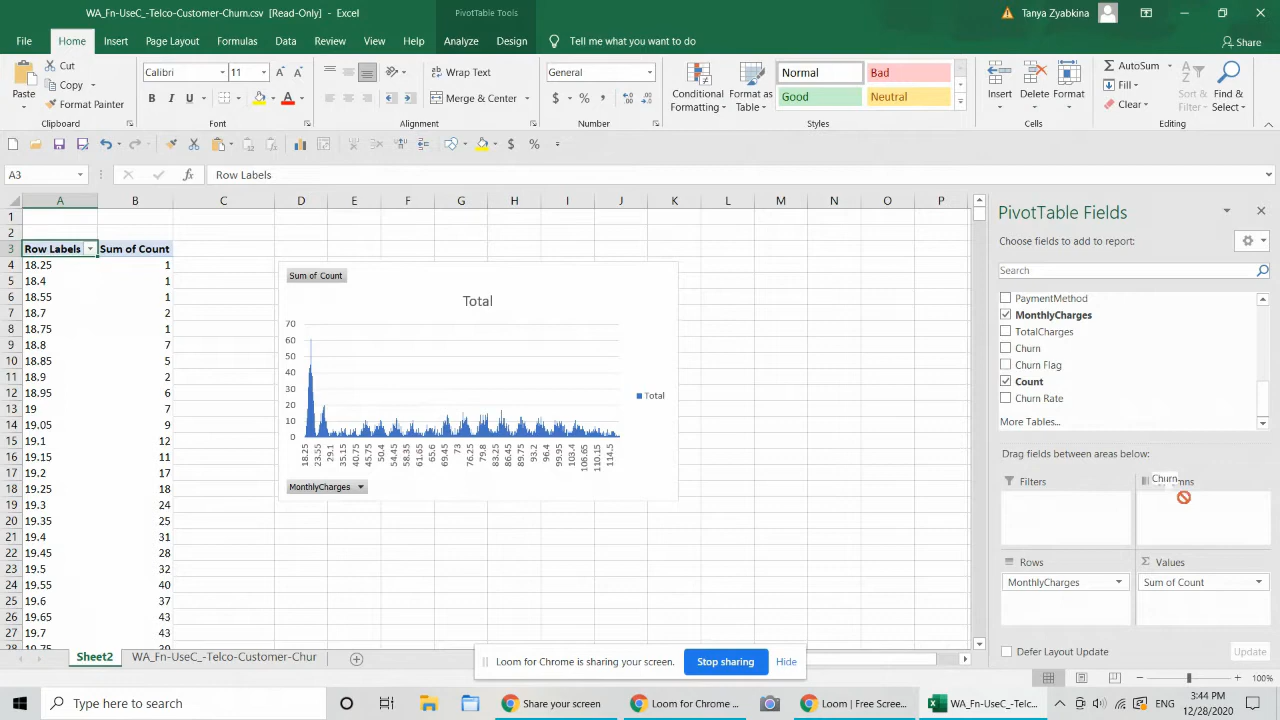 WA_Fn-UseC_-Telco-Customer-Churn.csv [Read-Only] - Excel
PivotTable Tools
Tanya Zyabkina
File Home Insert Page Layout Formulas Data Review View Help Analyze Design Tell me what you want to do Share
Paste
Cut
Copy
Format Painter
Clipboard
Calibri 11
B I U
Font
Wrap Text
Merge & Center
Alignment
General
$ % ,
Number
Conditional Formatting
Format as Table
Normal Bad
Good Neutral
Styles
Insert Delete Format
Cells
AutoSum
Fill
Clear
Sort & Filter
Find & Select
Editing
A3 fx Row Labels
A B C D E F G H I J K L M N O P
1
2
3 Row Labels Sum of Count
4 18.25 1
5 18.4 1
6 18.55 1
7 18.7 2
8 18.75 1
9 18.8 7
10 18.85 5
11 18.9 2
12 18.95 6
13 19 7
14 19.05 9
15 19.1 12
16 19.15 11
17 19.2 17
18 19.25 18
19 19.3 24
20 19.35 25
21 19.4 31
22 19.45 28
23 19.5 32
24 19.55 40
25 19.6 37
26 19.65 43
27 19.7 43
Sum of Count
Total
70
60
50
40
30
20
10
0
18.25 23.55 29.1 35.15 40.75 45.75 50.4 54.45 58.35 61.65 65.6 69.45 73 76.25 79.8 83.25 86.45 89.75 93.2 96.4 99.95 103.4 106.65 110.15 114.5
Total
MonthlyCharges
PivotTable Fields
Choose fields to add to report:
Search
PaymentMethod
MonthlyCharges
TotalCharges
Churn
Churn Flag
Count
Churn Rate
More Tables...
Drag fields between areas below:
Filters
Churn
Rows
MonthlyCharges
Values
Sum of Count
Defer Layout Update Update
Sheet2 WA_Fn-UseC_-Telco-Customer-Chur
Loom for Chrome is sharing your screen. Stop sharing Hide
100%
Type here to search
Share your screen
Loom for Chrome ...
Loom | Free Scree...
WA_Fn-UseC_-Telc...
ENG
3:44 PM
12/28/2020